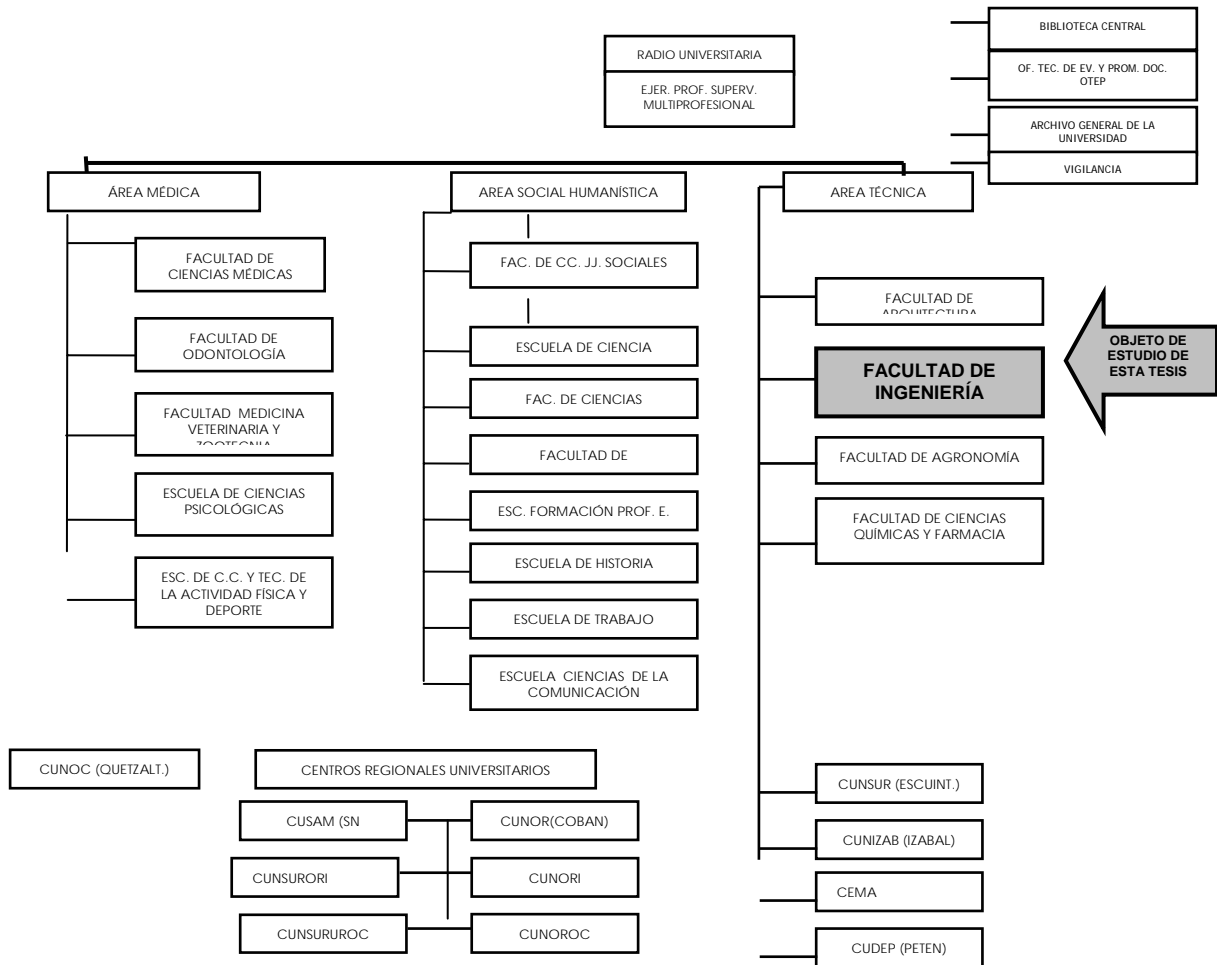 BIBLIOTECA CENTRAL
RADIO UNIVERSITARIA
OF. TEC. DE EV. Y PROM. DOC.
OTEP
EJER. PROF. SUPERV.
MULTIPROFESIONAL
ARCHIVO GENERAL DE LA
UNIVERSIDAD
VIGILANCIA
ÁREA MÉDICA
AREA SOCIAL HUMANÍSTICA
AREA TÉCNICA
FACULTAD DE
CIENCIAS MÉDICAS
FACULTAD DE
ODONTOLOGÍA
FACULTAD MEDICINA
VETERINARIA Y
ZOOTECNIA
ESCUELA DE CIENCIAS
PSICOLÓGICAS
ESC. DE C.C. Y TEC. DE
LA ACTIVIDAD FÍSICA Y
DEPORTE
FAC. DE CC. JJ. SOCIALES
ESCUELA DE CIENCIA
FAC. DE CIENCIAS
FACULTAD DE
ESC. FORMACIÓN PROF. E.
ESCUELA DE HISTORIA
ESCUELA DE TRABAJO
ESCUELA CIENCIAS DE LA
COMUNICACIÓN
FACULTAD DE
ARQUITECTURA
FACULTAD DE
INGENIERÍA
OBJETO DE
ESTUDIO DE
ESTA TESIS
FACULTAD DE AGRONOMÍA
FACULTAD DE CIENCIAS
QUÍMICAS Y FARMACIA
CUNOC (QUETZALT.)
CENTROS REGIONALES UNIVERSITARIOS
CUSAM (SN
CUNOR(COBAN)
CUNSURORI
CUNORI
CUNSURUROC
CUNOROC
CUNSUR (ESCUINT.)
CUNIZAB (IZABAL)
CEMA
CUDEP (PETEN)